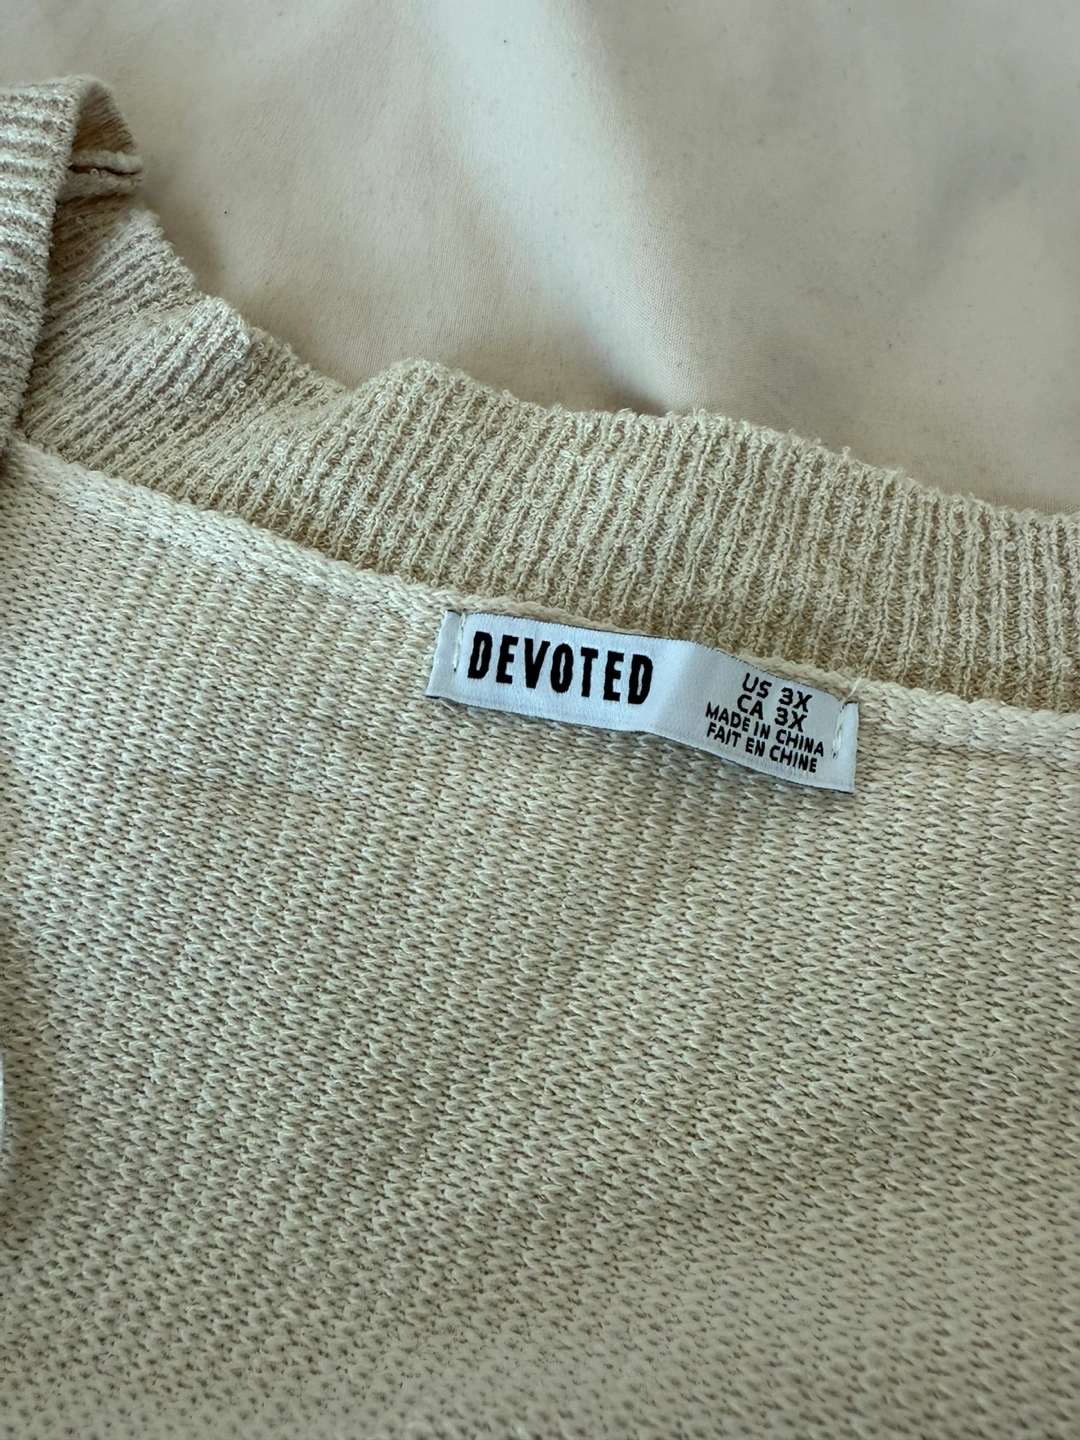 DEVOTED
US 3X
CA 3X
MADE IN CHINA
FAIT EN CHINE